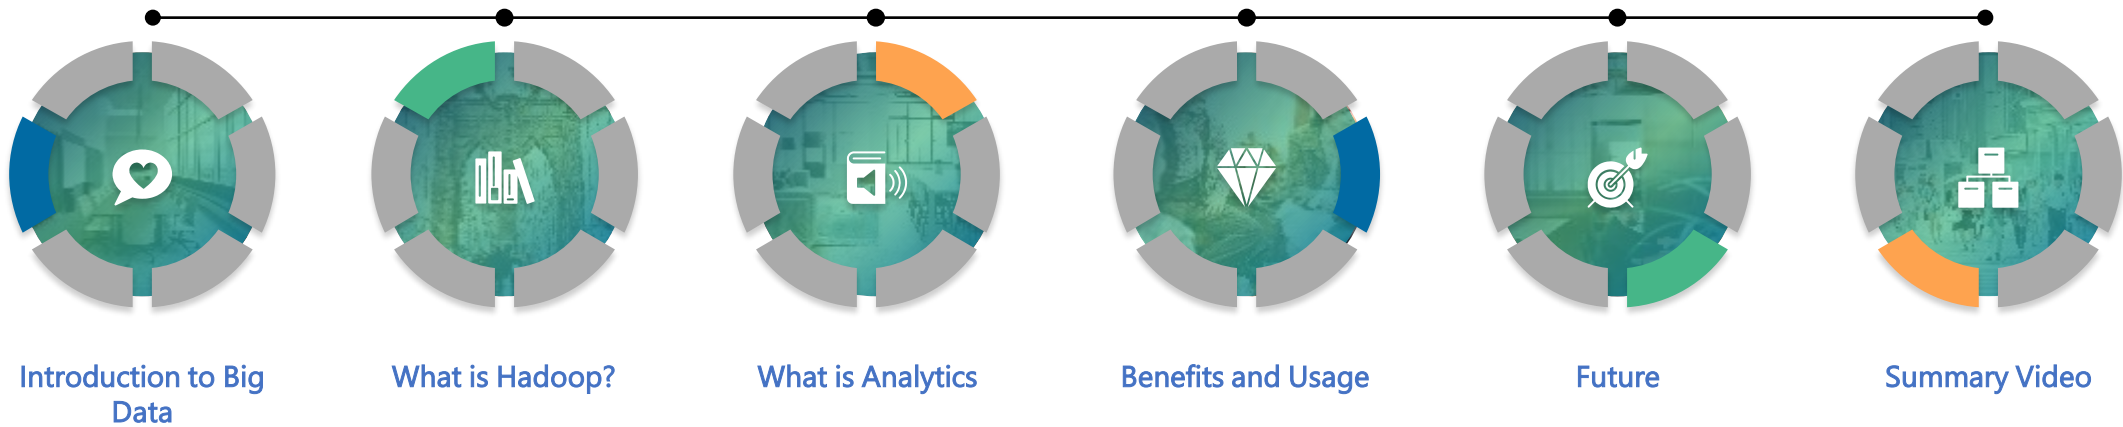 Introduction to Big
Data
What is Hadoop?
What is Analytics
Benefits and Usage
Future
Summary Video